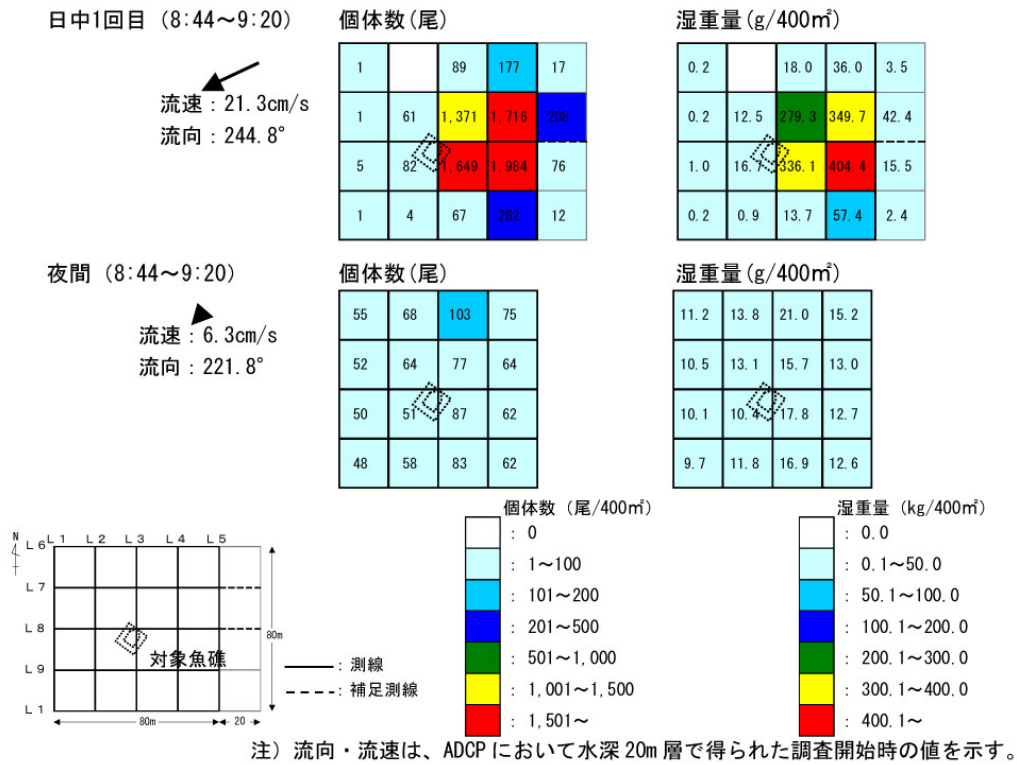 日中1回目 (8:44～9:20)
流速：21.3cm/s
流向：244.8°
個体数(尾)
1 89 177 17
1 61 1,371 1,716 208
5 82 1,649 1,984 76
1 4 67 282 12
湿重量(g/400㎡)
0.2 18.0 36.0 3.5
0.2 12.5 279.3 349.7 42.4
1.0 16.7 336.1 404.4 15.5
0.2 0.9 13.7 57.4 2.4
夜間 (8:44～9:20)
流速：6.3cm/s
流向：221.8°
個体数(尾)
55 68 103 75
52 64 77 64
50 51 87 62
48 58 83 62
湿重量(g/400㎡)
11.2 13.8 21.0 15.2
10.5 13.1 15.7 13.0
10.1 10.4 17.8 12.7
9.7 11.8 16.9 12.6
N
L1 L2 L3 L4 L5
L6
L7
L8
L9
L1
対象魚礁
80m
80m
20
：測線
：補足測線
個体数 (尾/400㎡)
：0
：1～100
：101～200
：201～500
：501～1,000
：1,001～1,500
：1,501～
湿重量 (kg/400㎡)
：0.0
：0.1～50.0
：50.1～100.0
：100.1～200.0
：200.1～300.0
：300.1～400.0
：400.1～
注）流向・流速は、ADCPにおいて水深20m層で得られた調査開始時の値を示す。